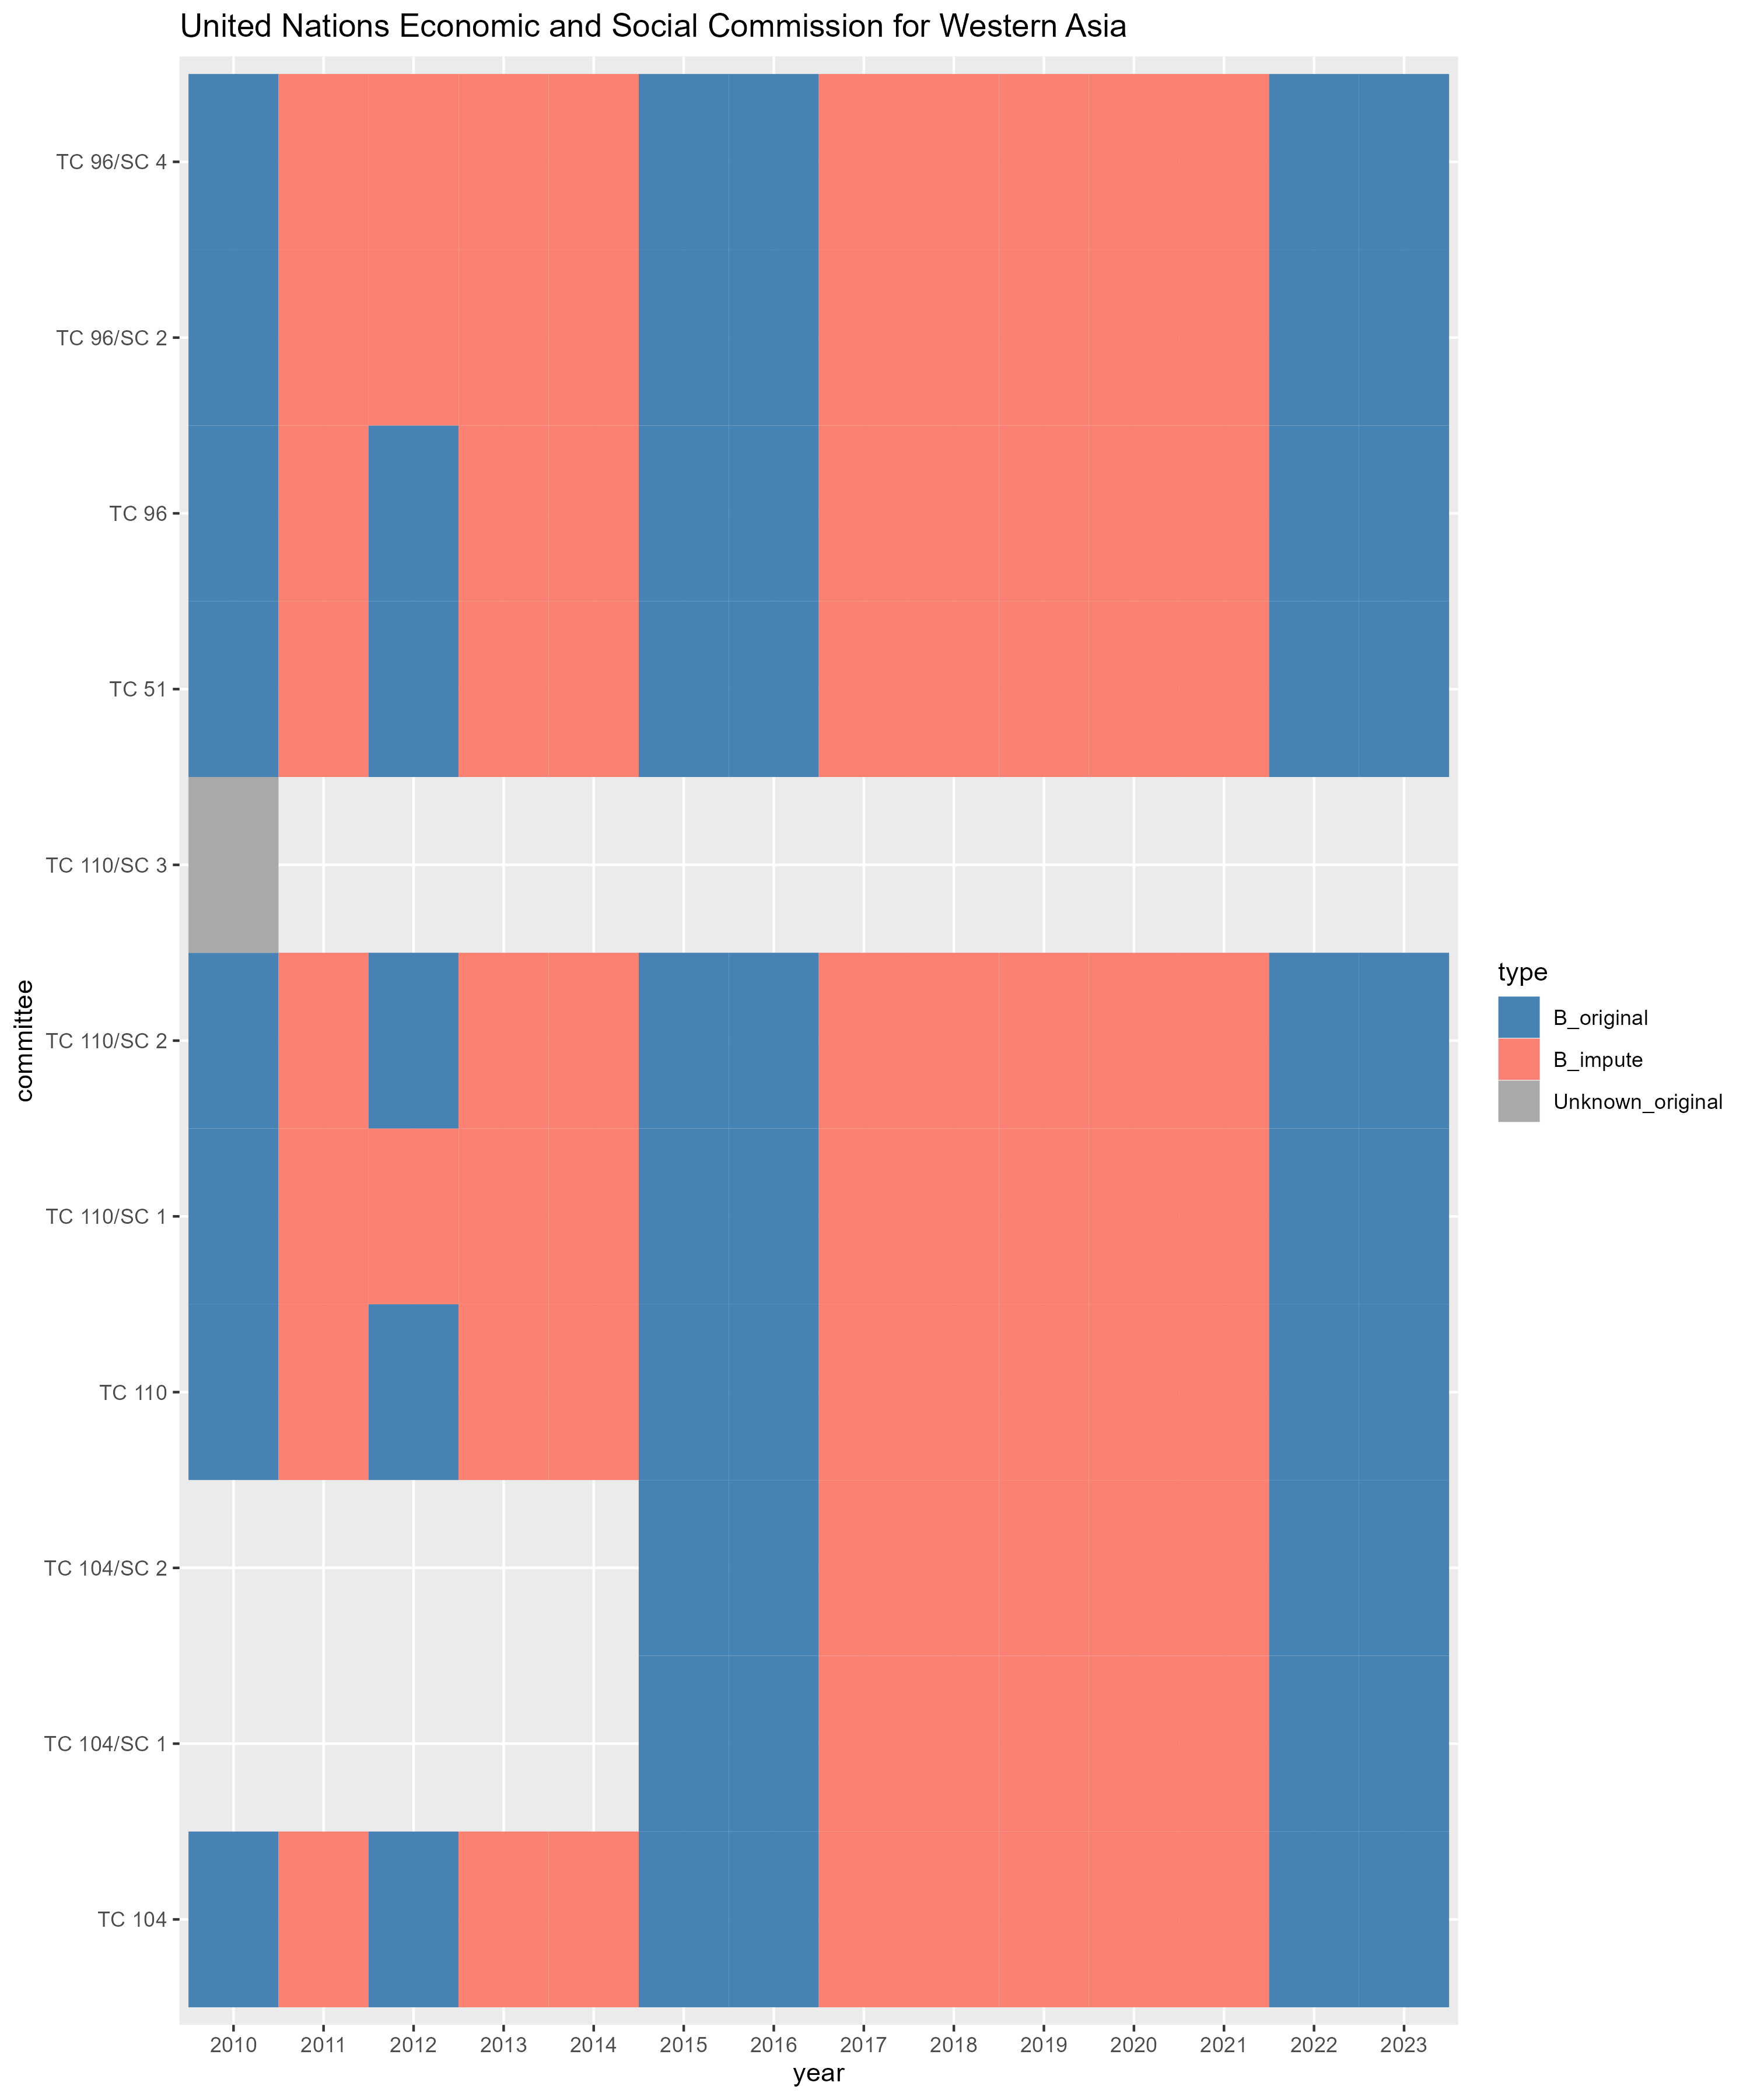 United Nations Economic and Social Commission for Western Asia
committee
TC 96/SC 4
TC 96/SC 2
TC 96
TC 51
TC 110/SC 3
TC 110/SC 2
TC 110/SC 1
TC 110
TC 104/SC 2
TC 104/SC 1
TC 104
2010 2011 2012 2013 2014 2015 2016 2017 2018 2019 2020 2021 2022 2023
year
type
B_original
B_impute
Unknown_original